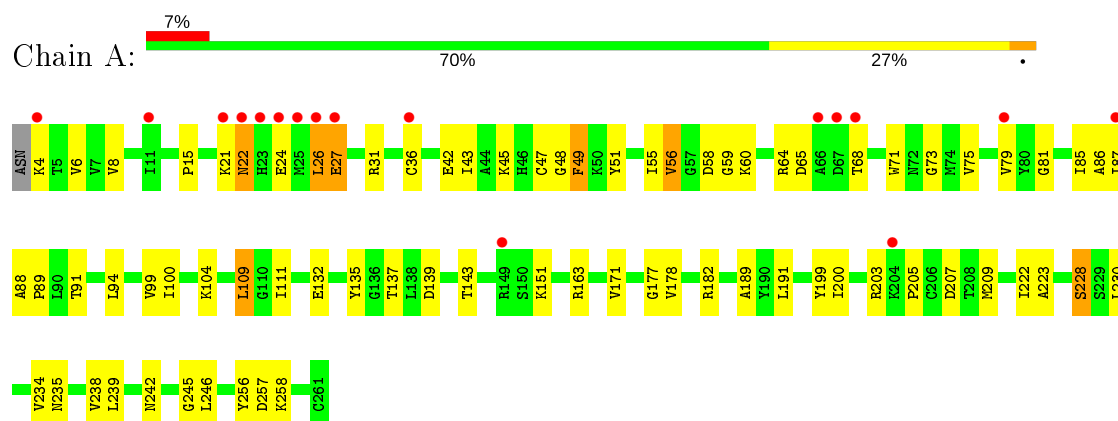 7%
Chain A:
70% 27% •
ASN K4 T5 V6 V7 V8 I11 P15 K21 N22 H23 E24 M25 L26 E27 R31 C36 E42 I43 A44 K45 H46 C47 G48 F49 K50 Y51 I55 V56 G57 D58 G59 K60 R64 D65 A66 D67 T68 W71 N72 G73 M74 V75 V79 Y80 G81 I85 A86
A88 P89 L90 T91 L94 V99 I100 K104 L109 G110 I111 E132 Y135 G136 T137 L138 D139 T143 R149 S150 K151 R163 V171 G177 V178 R182 A189 Y190 L191 Y199 I200 R203 K204 P205 C206 D207 T208 M209 I222 A223 S228 S229
V234 N235 V238 L239 N242 G245 L246 Y256 D257 K258 C261